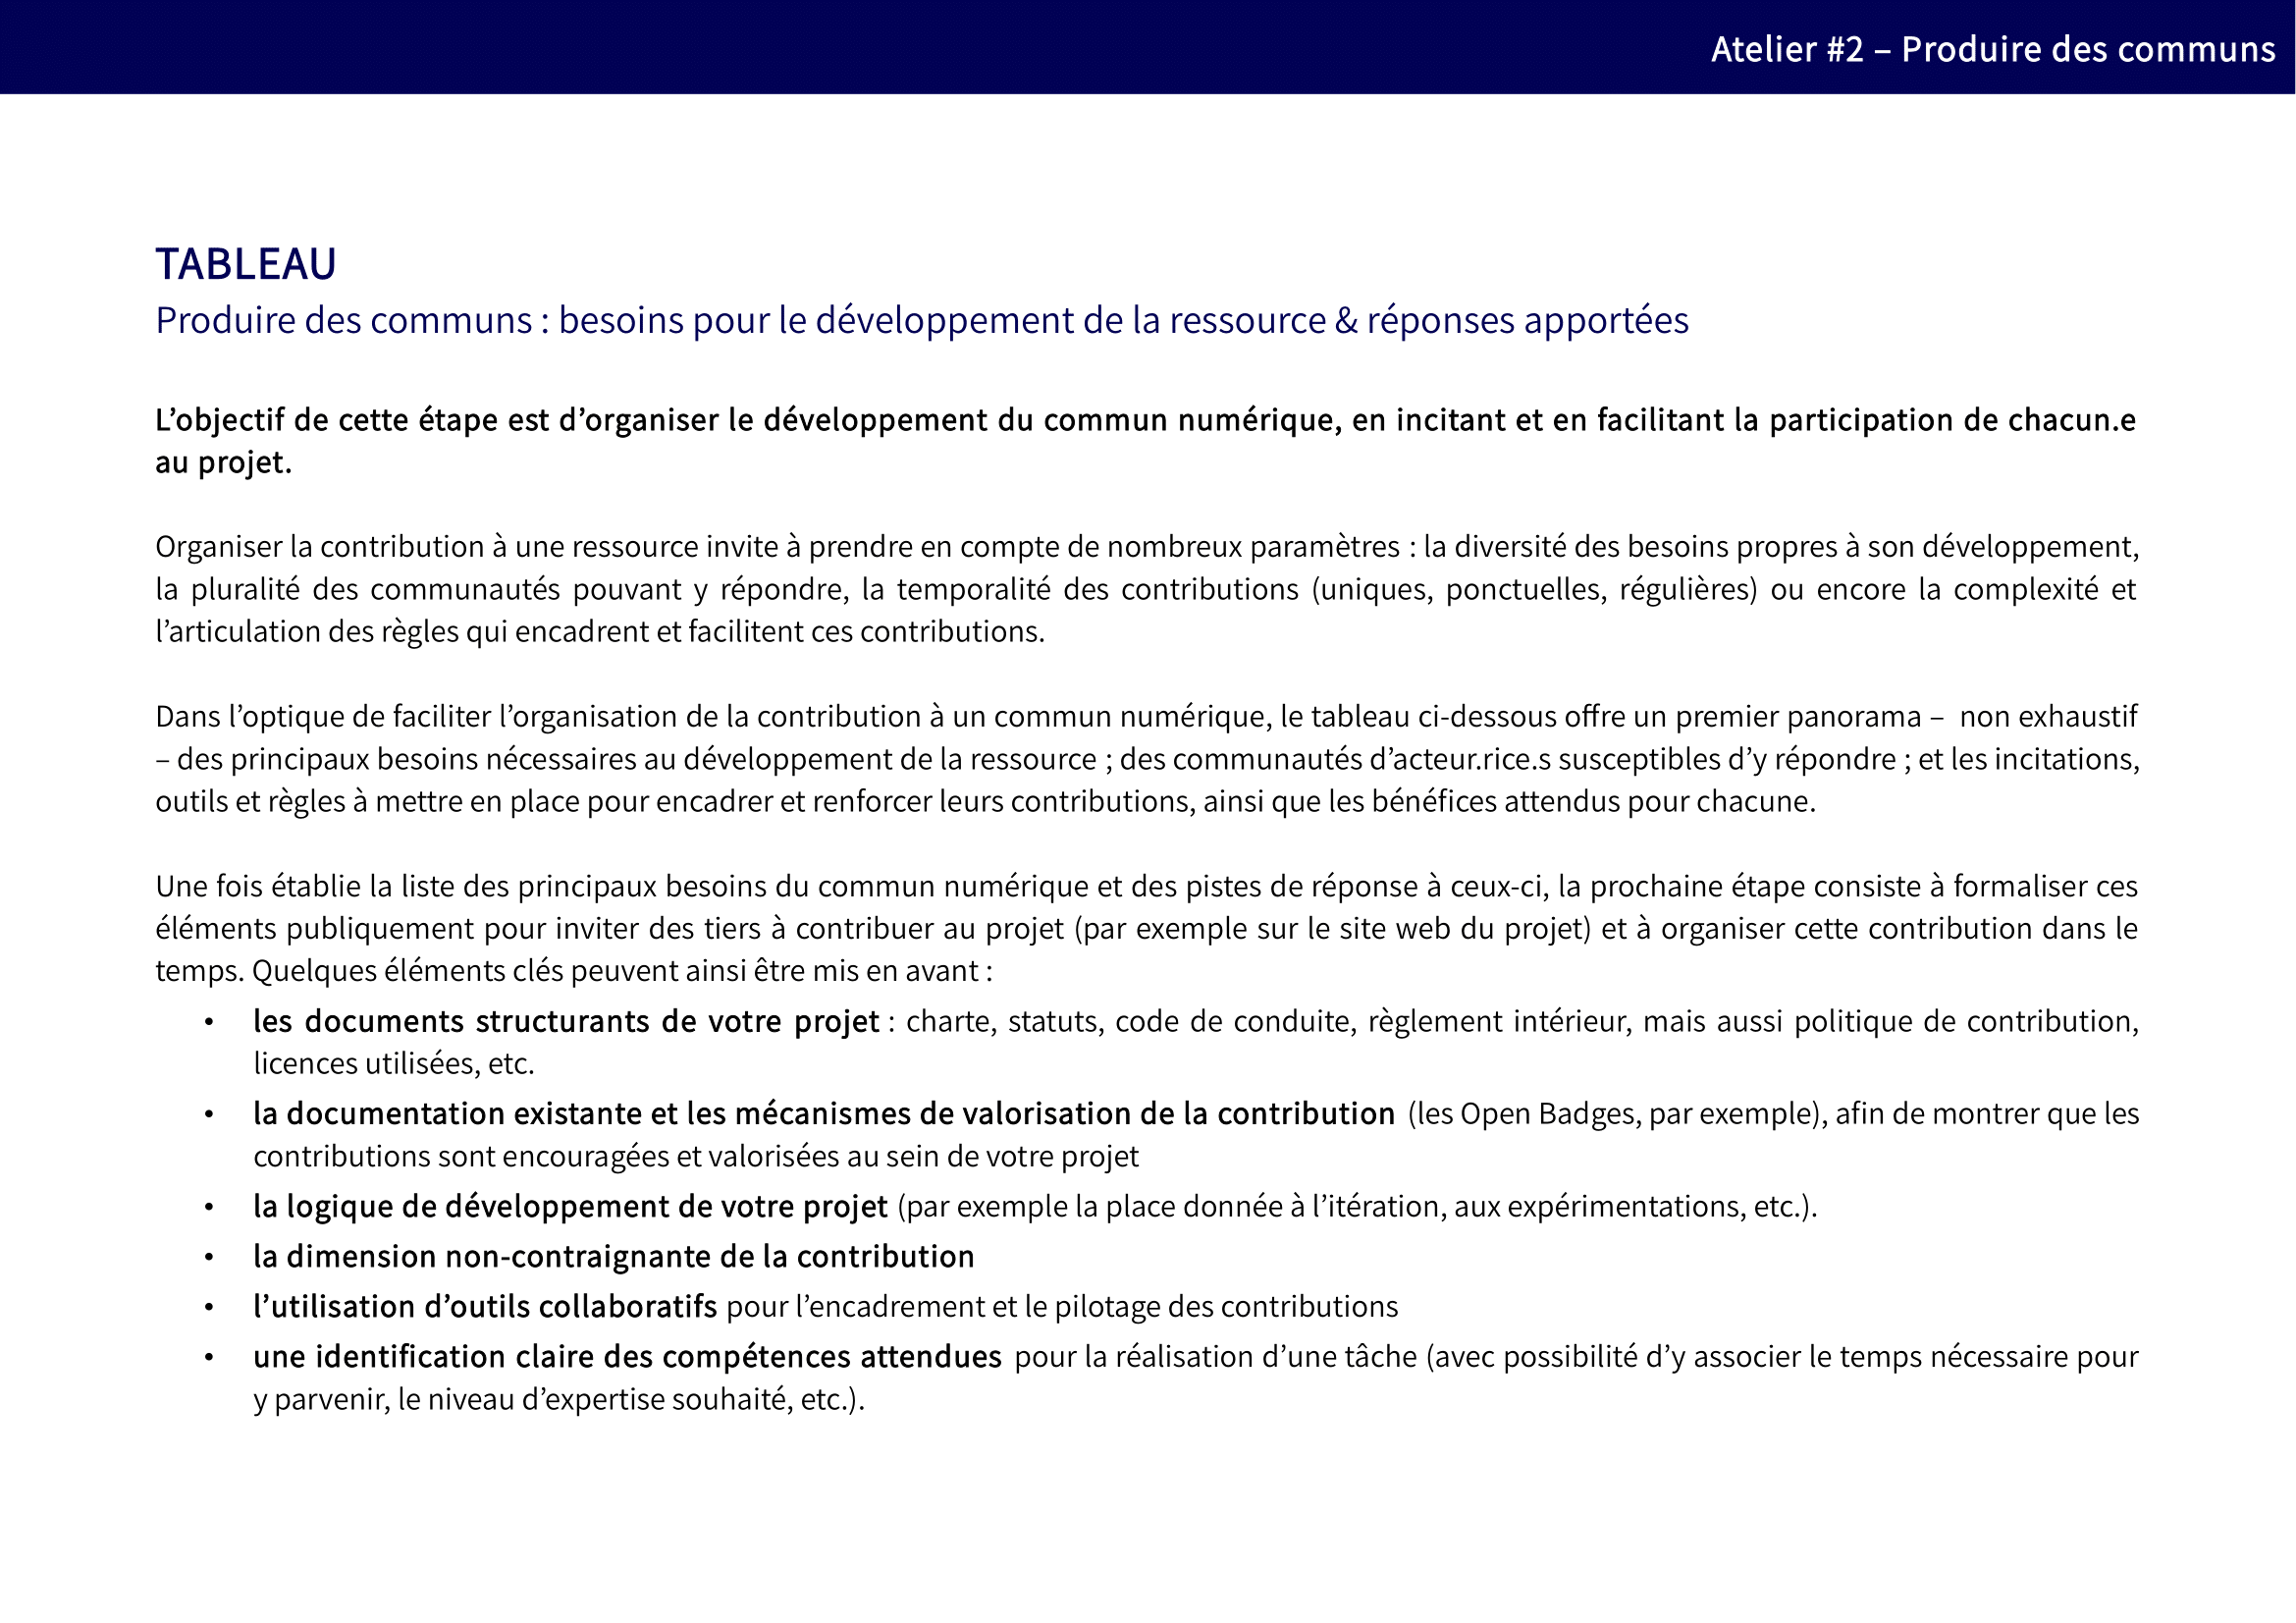 Atelier #2 – Produire des communs
TABLEAU
Produire des communs : besoins pour le développement de la ressource & réponses apportées
L’objectif de cette étape est d’organiser le développement du commun numérique, en incitant et en facilitant la participation de chacun.e
au projet.
Organiser la contribution à une ressource invite à prendre en compte de nombreux paramètres : la diversité des besoins propres à son développement,
la pluralité des communautés pouvant y répondre, la temporalité des contributions (uniques, ponctuelles, régulières) ou encore la complexité et
l’articulation des règles qui encadrent et facilitent ces contributions.
Dans l’optique de faciliter l’organisation de la contribution à un commun numérique, le tableau ci-dessous offre un premier panorama – non exhaustif
– des principaux besoins nécessaires au développement de la ressource ; des communautés d’acteur.rice.s susceptibles d’y répondre ; et les incitations,
outils et règles à mettre en place pour encadrer et renforcer leurs contributions, ainsi que les bénéfices attendus pour chacune.
Une fois établie la liste des principaux besoins du commun numérique et des pistes de réponse à ceux-ci, la prochaine étape consiste à formaliser ces
éléments publiquement pour inviter des tiers à contribuer au projet (par exemple sur le site web du projet) et à organiser cette contribution dans le
temps. Quelques éléments clés peuvent ainsi être mis en avant :
• les documents structurants de votre projet : charte, statuts, code de conduite, règlement intérieur, mais aussi politique de contribution,
licences utilisées, etc.
• la documentation existante et les mécanismes de valorisation de la contribution (les Open Badges, par exemple), afin de montrer que les
contributions sont encouragées et valorisées au sein de votre projet
• la logique de développement de votre projet (par exemple la place donnée à l’itération, aux expérimentations, etc.).
• la dimension non-contraignante de la contribution
• l’utilisation d’outils collaboratifs pour l’encadrement et le pilotage des contributions
• une identification claire des compétences attendues pour la réalisation d’une tâche (avec possibilité d’y associer le temps nécessaire pour
y parvenir, le niveau d’expertise souhaité, etc.).